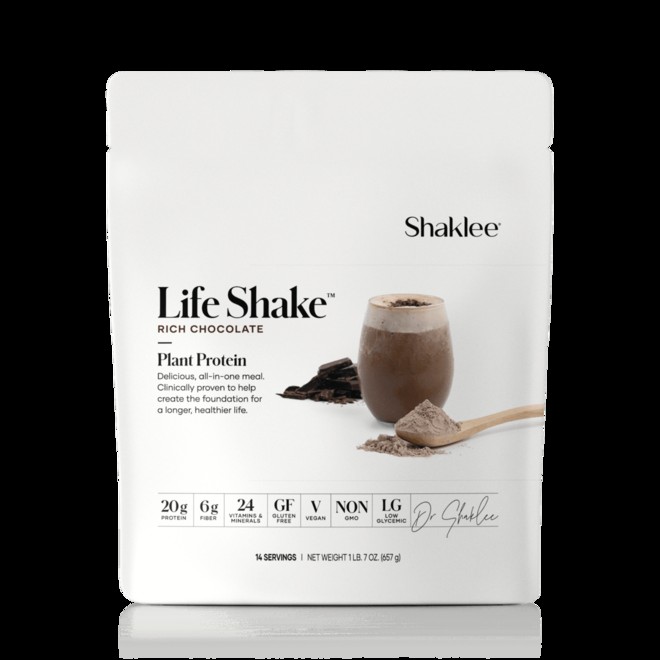 Shaklee®
Life Shake™
RICH CHOCOLATE
Plant Protein
Delicious, all-in-one meal.
Clinically proven to help
create the foundation for
a longer, healthier life.
20g PROTEIN
6g FIBER
24 VITAMINS & MINERALS
GF GLUTEN FREE
V VEGAN
NON GMO
LG LOW GLYCEMIC
Dr Shaklee
14 SERVINGS | NET WEIGHT 1 LB. 7 OZ. (657 g)